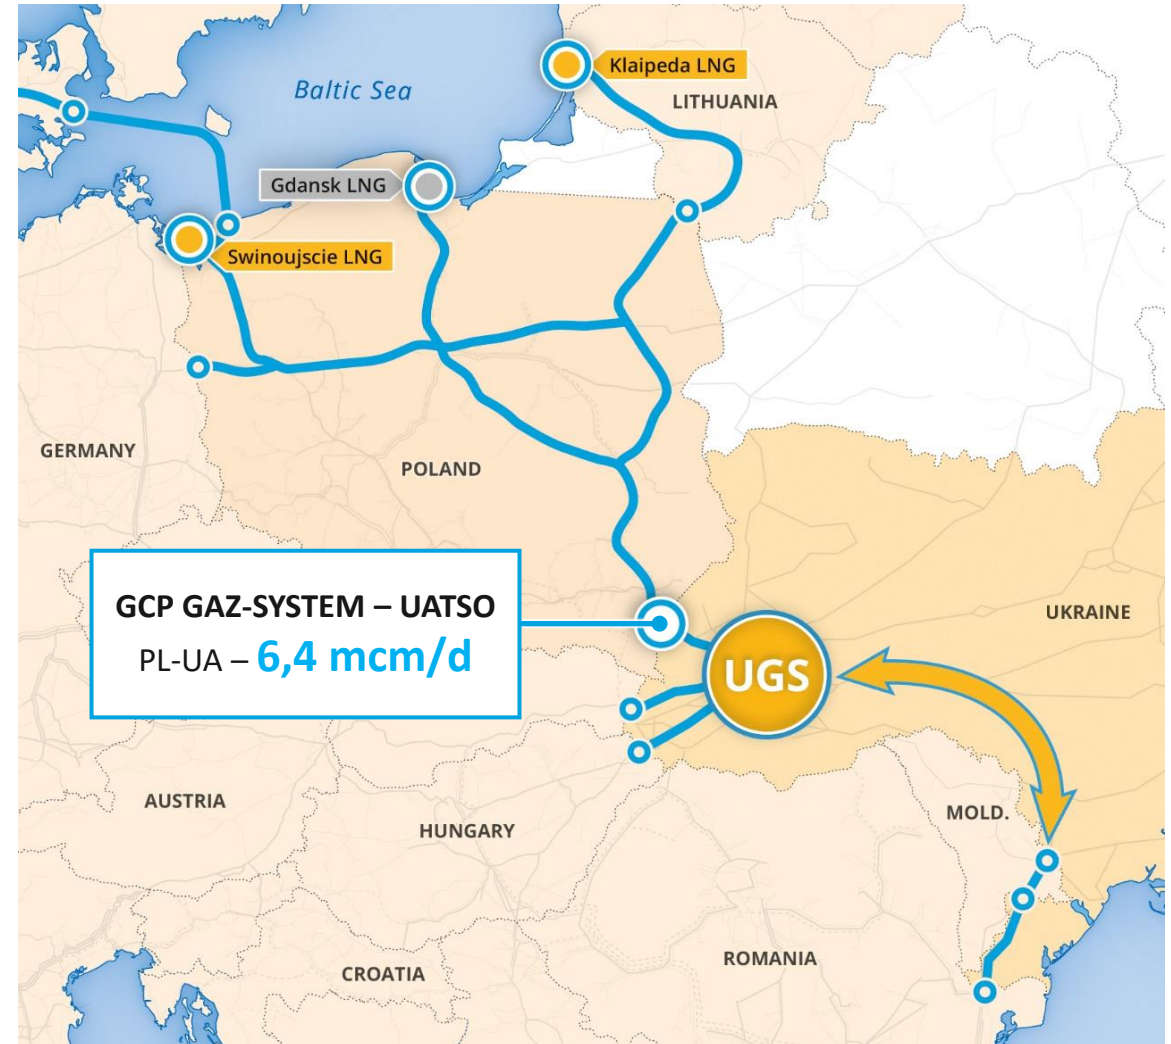 Klaipeda LNG
Baltic Sea
LITHUANIA
Gdansk LNG
Swinoujscie LNG
GERMANY
POLAND
GCP GAZ-SYSTEM – UATSO
PL-UA – 6,4 mcm/d
UKRAINE
UGS
AUSTRIA
MOLD.
HUNGARY
ROMANIA
CROATIA